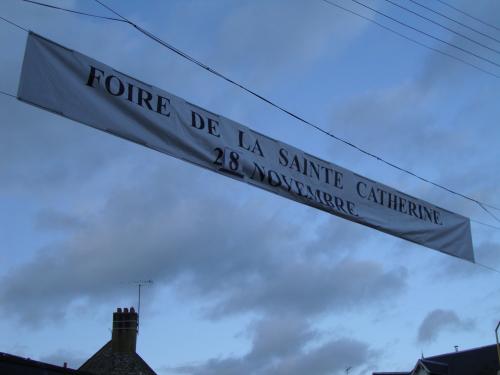 FOIRE DE LA SAINTE CATHERINE
28 NOVEMBRE